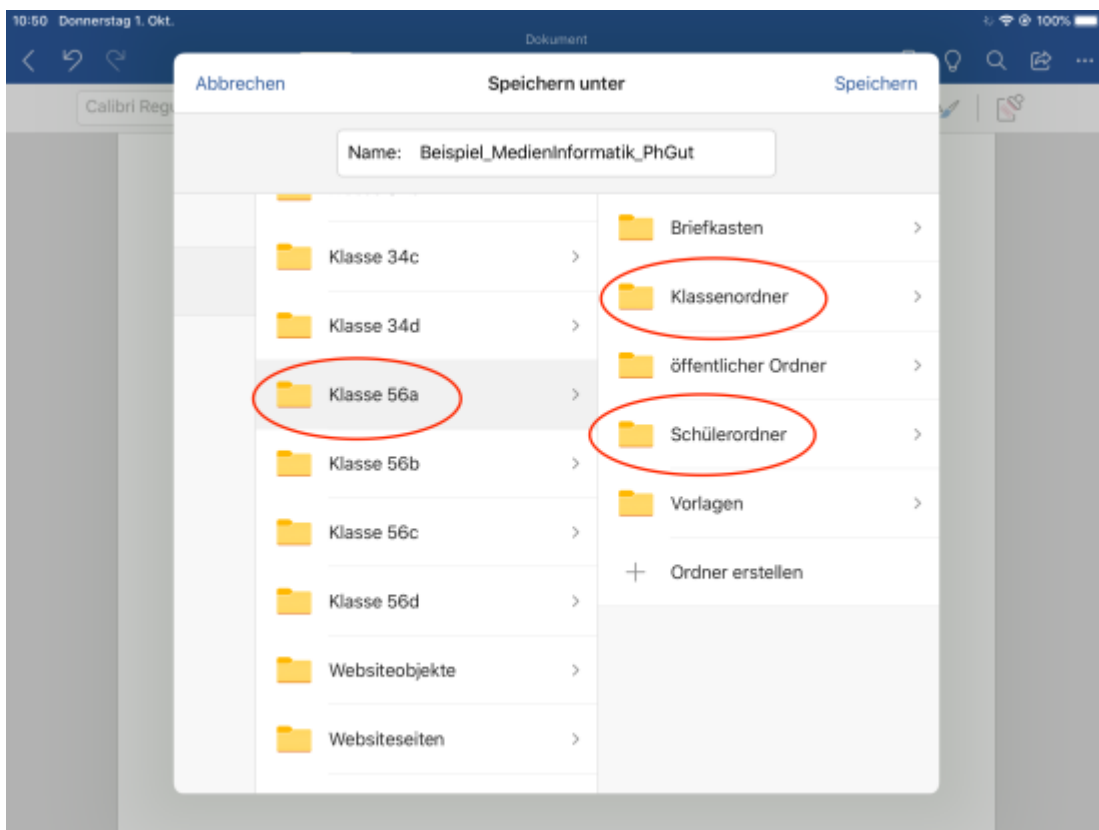 10:50 Donnerstag 1. Okt.
100%
Dokument
Calibri Regu
Abbrechen
Speichern unter
Speichern
Name: Beispiel_MedienInformatik_PhGut
Klasse 34c
Klasse 34d
Klasse 56a
Klasse 56b
Klasse 56c
Klasse 56d
Websiteobjekte
Websiteseiten
Briefkasten
Klassenordner
öffentlicher Ordner
Schülerordner
Vorlagen
Ordner erstellen